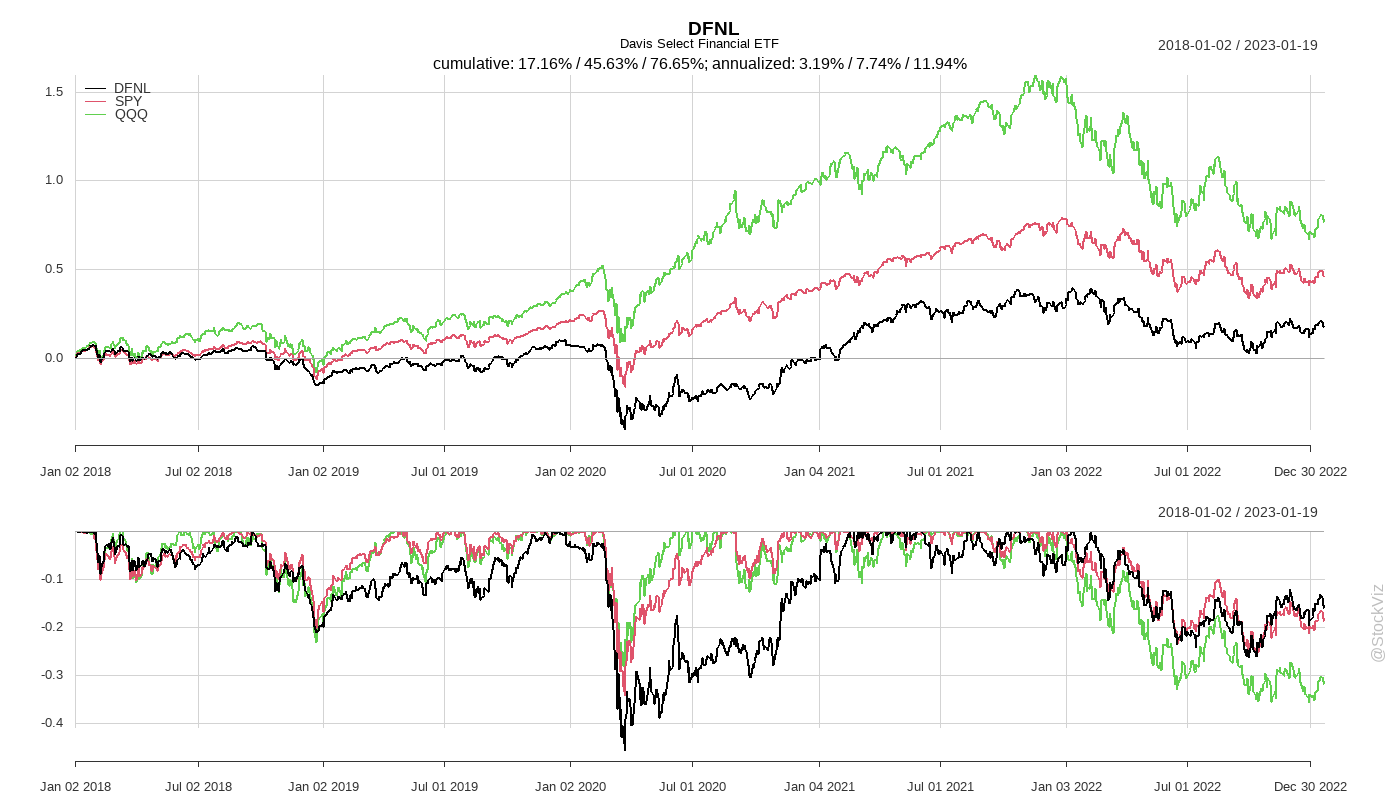 DFNL
Davis Select Financial ETF
2018-01-02 / 2023-01-19
cumulative: 17.16% / 45.63% / 76.65%; annualized: 3.19% / 7.74% / 11.94%
DFNL
SPY
QQQ
1.5
1.0
0.5
0.0
Jan 02 2018 Jul 02 2018 Jan 02 2019 Jul 01 2019 Jan 02 2020 Jul 01 2020 Jan 04 2021 Jul 01 2021 Jan 03 2022 Jul 01 2022 Dec 30 2022
2018-01-02 / 2023-01-19
-0.1
-0.2
-0.3
-0.4
Jan 02 2018 Jul 02 2018 Jan 02 2019 Jul 01 2019 Jan 02 2020 Jul 01 2020 Jan 04 2021 Jul 01 2021 Jan 03 2022 Jul 01 2022 Dec 30 2022
@StockViz